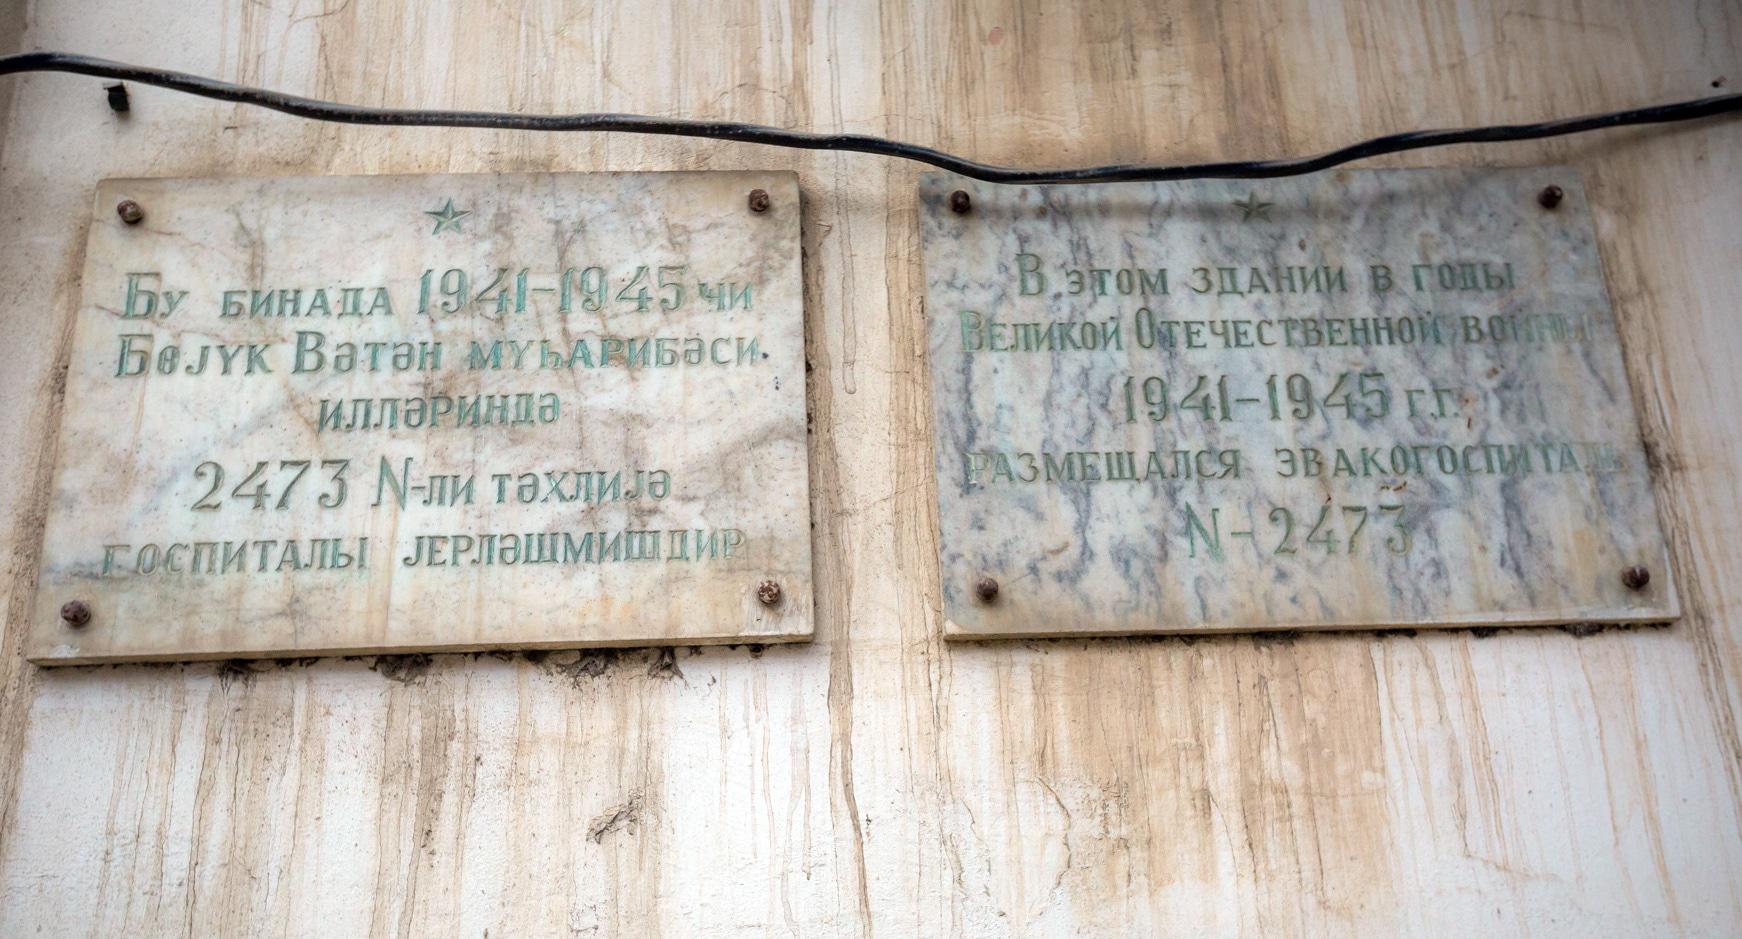 Бу бинада 1941-1945 чи
Бөјүк Вәтән муһарибәси
илләриндә
2473 N-ли тәхлијә
госпиталы јерләшмишдир
В этом здании в годы
Великой Отечественной войны
1941-1945 г.г.
размещался эвакогоспиталь
N-2473